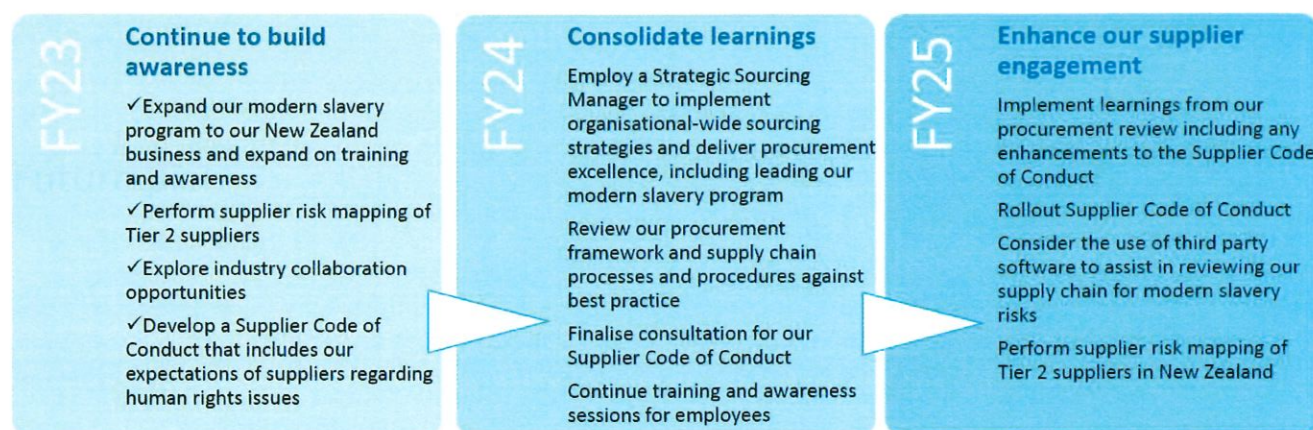 FY23
Continue to build
awareness
✓Expand our modern slavery
program to our New Zealand
business and expand on training
and awareness
✓Perform supplier risk mapping of
Tier 2 suppliers
✓Explore industry collaboration
opportunities
✓Develop a Supplier Code of
Conduct that includes our
expectations of suppliers regarding
human rights issues
FY24
Consolidate learnings
Employ a Strategic Sourcing
Manager to implement
organisational-wide sourcing
strategies and deliver procurement
excellence, including leading our
modern slavery program
Review our procurement
framework and supply chain
processes and procedures against
best practice
Finalise consultation for our
Supplier Code of Conduct
Continue training and awareness
sessions for employees
FY25
Enhance our supplier
engagement
Implement learnings from our
procurement review including any
enhancements to the Supplier Code
of Conduct
Rollout Supplier Code of Conduct
Consider the use of third party
software to assist in reviewing our
supply chain for modern slavery
risks
Perform supplier risk mapping of
Tier 2 suppliers in New Zealand